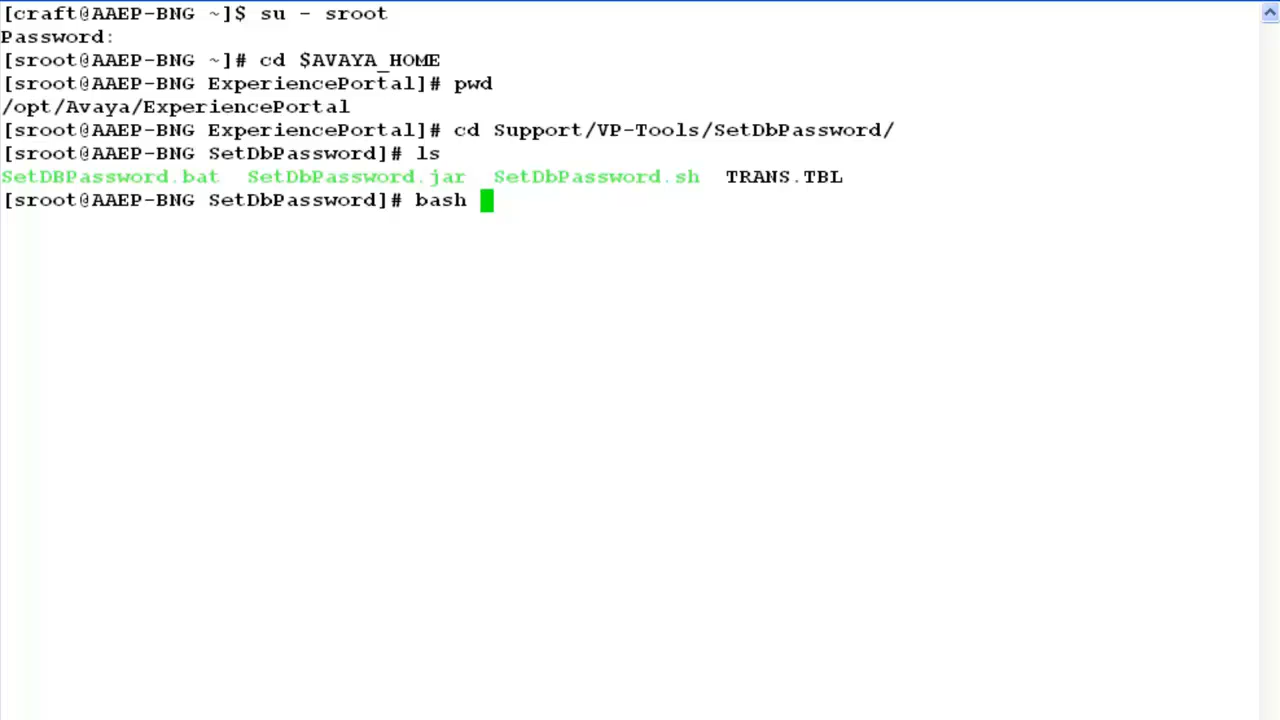 [craft@AAEP-BNG ~]$ su - sroot
Password:
[sroot@AAEP-BNG ~]# cd $AVAYA_HOME
[sroot@AAEP-BNG ExperiencePortal]# pwd
/opt/Avaya/ExperiencePortal
[sroot@AAEP-BNG ExperiencePortal]# cd Support/VP-Tools/SetDbPassword/
[sroot@AAEP-BNG SetDbPassword]# ls
SetDBPassword.bat  SetDbPassword.jar  SetDbPassword.sh  TRANS.TBL
[sroot@AAEP-BNG SetDbPassword]# bash